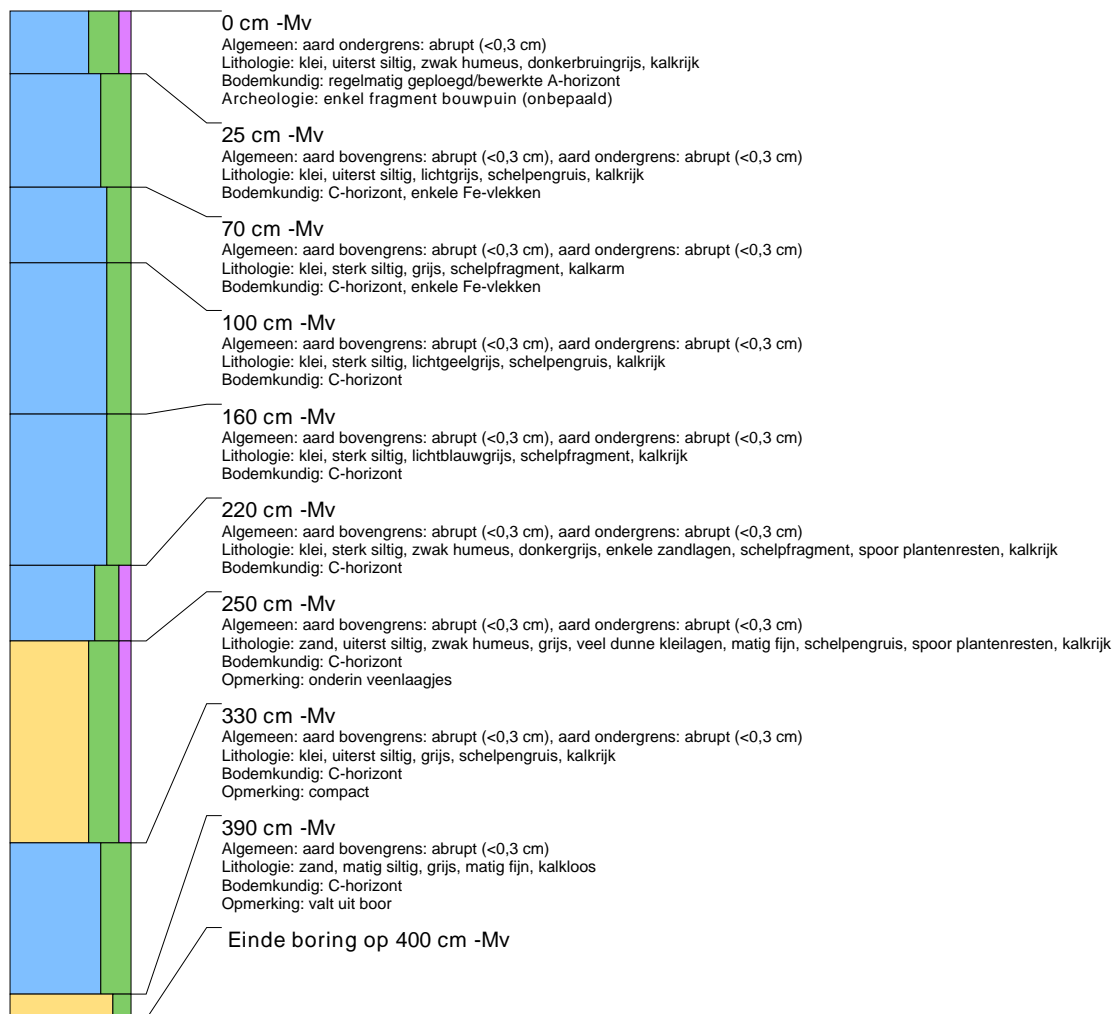 0 cm -Mv
Algemeen: aard ondergrens: abrupt (<0,3 cm)
Lithologie: klei, uiterst siltig, zwak humeus, donkerbruingrijs, kalkrijk
Bodemkundig: regelmatig geploegd/bewerkte A-horizont
Archeologie: enkel fragment bouwpuin (onbepaald)
25 cm -Mv
Algemeen: aard bovengrens: abrupt (<0,3 cm), aard ondergrens: abrupt (<0,3 cm)
Lithologie: klei, uiterst siltig, lichtgrijs, schelpengruis, kalkrijk
Bodemkundig: C-horizont, enkele Fe-vlekken
70 cm -Mv
Algemeen: aard bovengrens: abrupt (<0,3 cm), aard ondergrens: abrupt (<0,3 cm)
Lithologie: klei, sterk siltig, grijs, schelpfragment, kalkarm
Bodemkundig: C-horizont, enkele Fe-vlekken
100 cm -Mv
Algemeen: aard bovengrens: abrupt (<0,3 cm), aard ondergrens: abrupt (<0,3 cm)
Lithologie: klei, sterk siltig, lichtgeelgrijs, schelpengruis, kalkrijk
Bodemkundig: C-horizont
160 cm -Mv
Algemeen: aard bovengrens: abrupt (<0,3 cm), aard ondergrens: abrupt (<0,3 cm)
Lithologie: klei, sterk siltig, lichtblauwgrijs, schelpfragment, kalkrijk
Bodemkundig: C-horizont
220 cm -Mv
Algemeen: aard bovengrens: abrupt (<0,3 cm), aard ondergrens: abrupt (<0,3 cm)
Lithologie: klei, sterk siltig, zwak humeus, donkergrijs, enkele zandlagen, schelpfragment, spoor plantenresten, kalkrijk
Bodemkundig: C-horizont
250 cm -Mv
Algemeen: aard bovengrens: abrupt (<0,3 cm), aard ondergrens: abrupt (<0,3 cm)
Lithologie: zand, uiterst siltig, zwak humeus, grijs, veel dunne kleilagen, matig fijn, schelpengruis, spoor plantenresten, kalkrijk
Bodemkundig: C-horizont
Opmerking: onderin veenlaagjes
330 cm -Mv
Algemeen: aard bovengrens: abrupt (<0,3 cm), aard ondergrens: abrupt (<0,3 cm)
Lithologie: klei, uiterst siltig, grijs, schelpengruis, kalkrijk
Bodemkundig: C-horizont
Opmerking: compact
390 cm -Mv
Algemeen: aard bovengrens: abrupt (<0,3 cm)
Lithologie: zand, matig siltig, grijs, matig fijn, kalkloos
Bodemkundig: C-horizont
Opmerking: valt uit boor
Einde boring op 400 cm -Mv